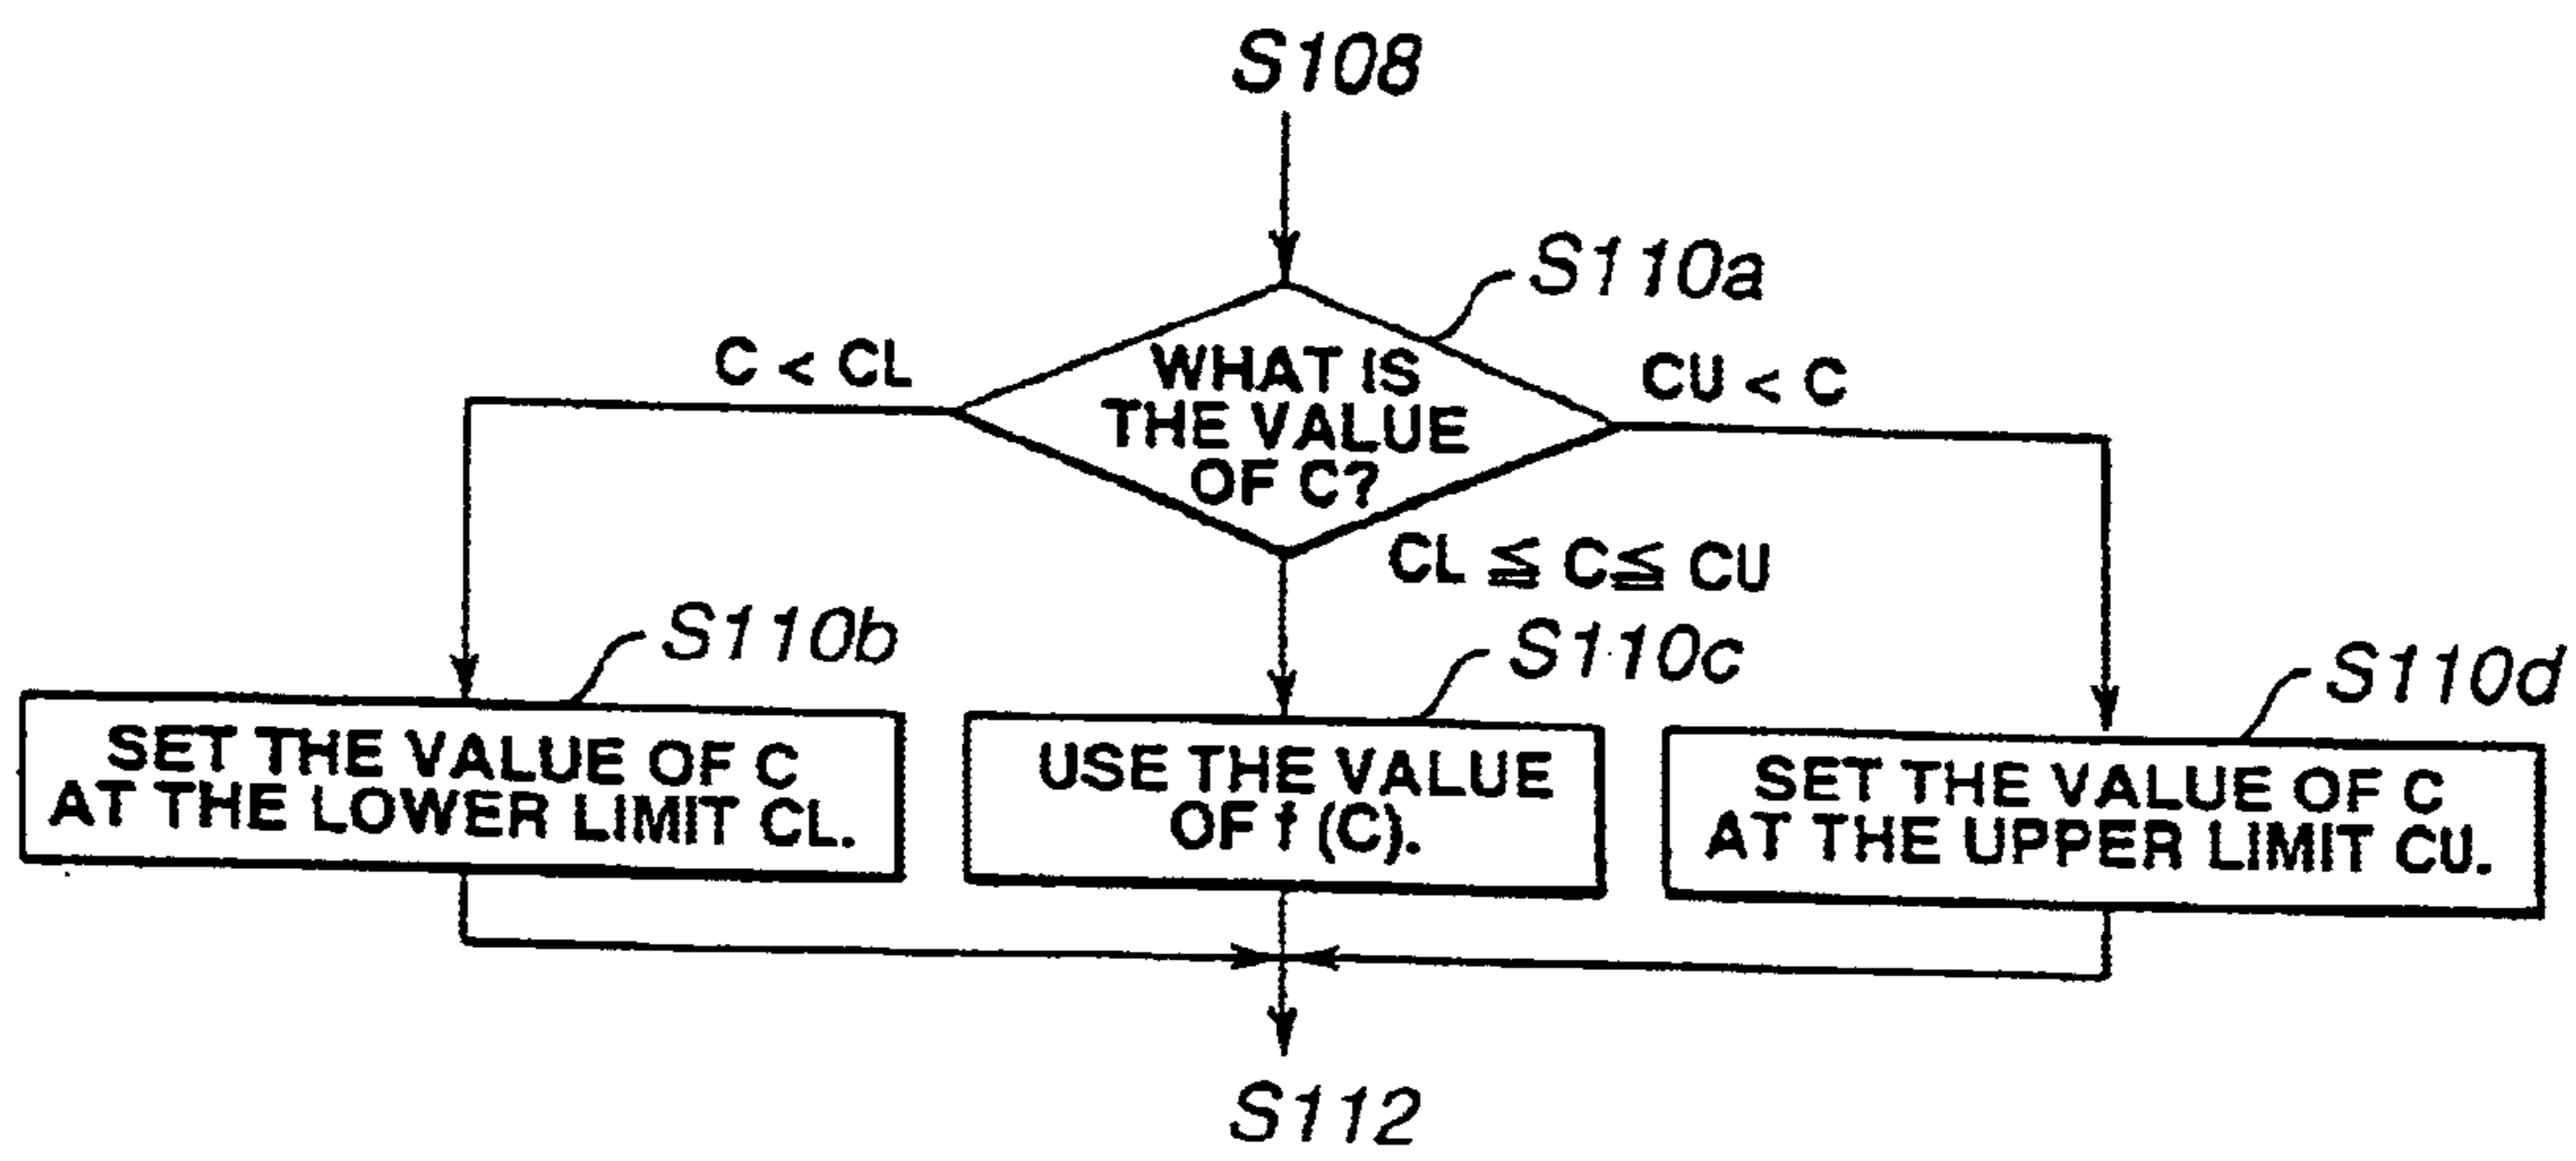 S108
S110a
C < CL
WHAT IS
THE VALUE
OF C?
CU < C
CL ≦ C ≦ CU
S110b
S110c
S110d
SET THE VALUE OF C
AT THE LOWER LIMIT CL.
USE THE VALUE
OF f (C).
SET THE VALUE OF C
AT THE UPPER LIMIT CU.
S112